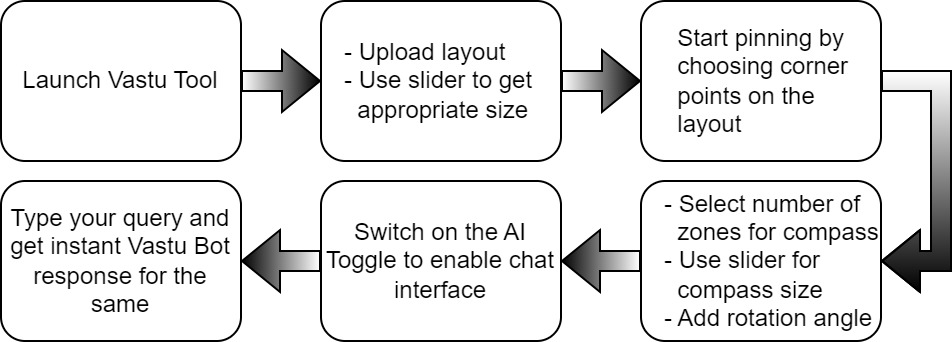 Launch Vastu Tool
- Upload layout
- Use slider to get
appropriate size
Start pinning by
choosing corner
points on the
layout
- Select number of
zones for compass
- Use slider for
compass size
- Add rotation angle
Switch on the AI
Toggle to enable chat
interface
Type your query and
get instant Vastu Bot
response for the
same